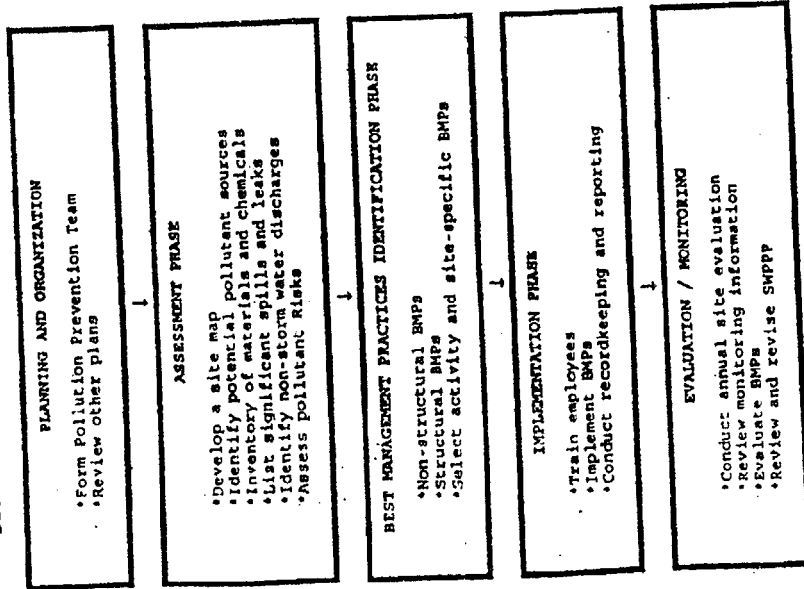 PLANNING AND ORGANIZATION
*Form Pollution Prevention Team
*Review other plans
↓
ASSESSMENT PHASE
*Develop a site map
*Identify potential pollutant sources
*Inventory of materials and chemicals
*List significant spills and leaks
*Identify non-storm water discharges
*Assess pollutant Risks
↓
BEST MANAGEMENT PRACTICES IDENTIFICATION PHASE
*Non-structural BMPs
*Structural BMPs
*Select activity and site-specific BMPs
↓
IMPLEMENTATION PHASE
*Train employees
*Implement BMPs
*Conduct recordkeeping and reporting
↓
EVALUATION / MONITORING
*Conduct annual site evaluation
*Review monitoring information
*Evaluate BMPs
*Review and revise SWPPP